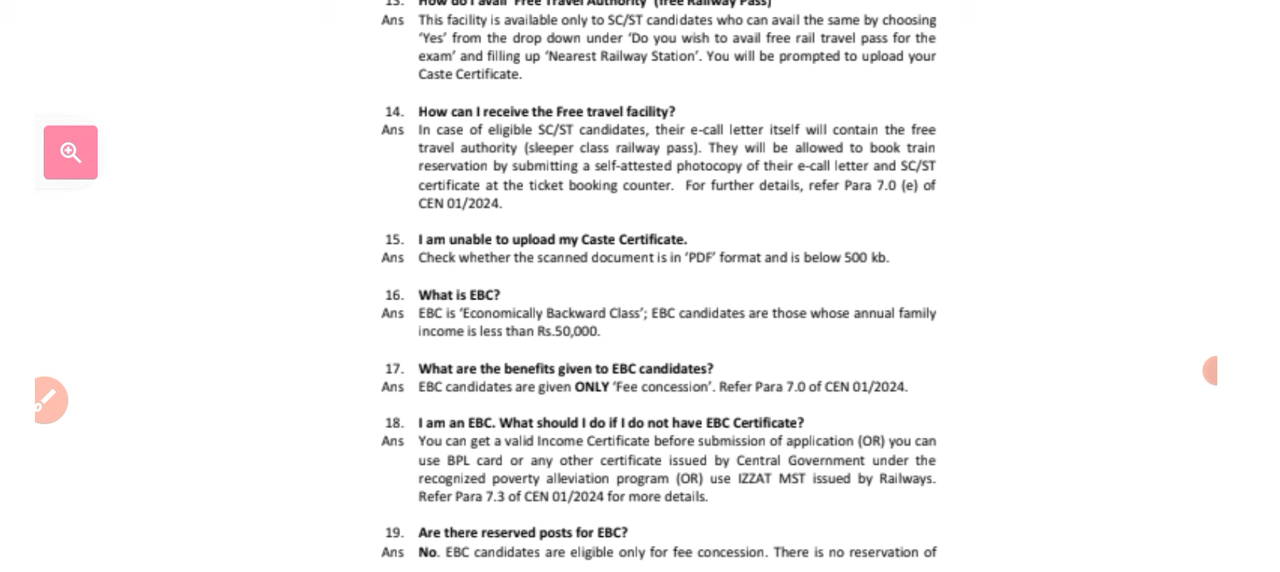 13. How do I avail 'Free Travel Authority' (free Railway Pass)
Ans This facility is available only to SC/ST candidates who can avail the same by choosing
'Yes' from the drop down under 'Do you wish to avail free rail travel pass for the
exam' and filling up 'Nearest Railway Station'. You will be prompted to upload your
Caste Certificate.
14. How can I receive the Free travel facility?
Ans In case of eligible SC/ST candidates, their e-call letter itself will contain the free
travel authority (sleeper class railway pass). They will be allowed to book train
reservation by submitting a self-attested photocopy of their e-call letter and SC/ST
certificate at the ticket booking counter. For further details, refer Para 7.0 (e) of
CEN 01/2024.
15. I am unable to upload my Caste Certificate.
Ans Check whether the scanned document is in 'PDF' format and is below 500 kb.
16. What is EBC?
Ans EBC is 'Economically Backward Class'; EBC candidates are those whose annual family
income is less than Rs.50,000.
17. What are the benefits given to EBC candidates?
Ans EBC candidates are given ONLY 'Fee concession'. Refer Para 7.0 of CEN 01/2024.
18. I am an EBC. What should I do if I do not have EBC Certificate?
Ans You can get a valid Income Certificate before submission of application (OR) you can
use BPL card or any other certificate issued by Central Government under the
recognized poverty alleviation program (OR) use IZZAT MST issued by Railways.
Refer Para 7.3 of CEN 01/2024 for more details.
19. Are there reserved posts for EBC?
Ans No. EBC candidates are eligible only for fee concession. There is no reservation of